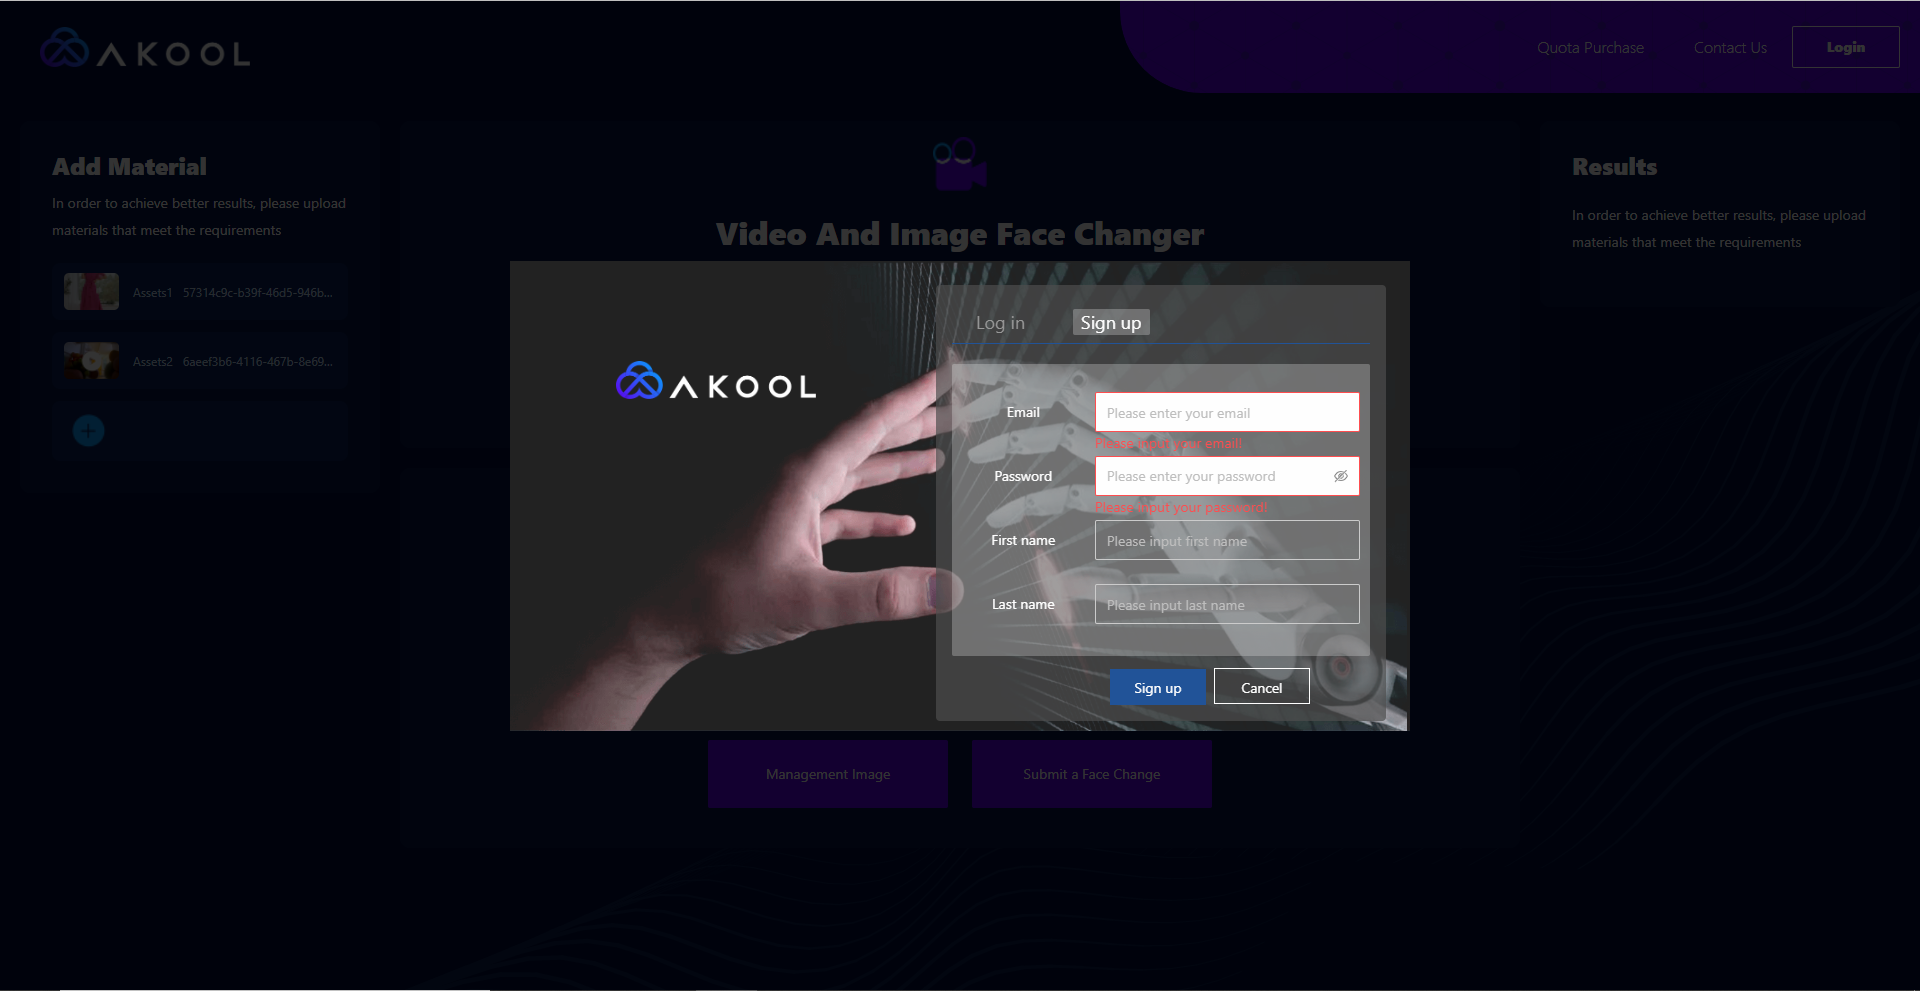 AKOOL
Quota Purchase
Contact Us
Login
Add Material
In order to achieve better results, please upload
materials that meet the requirements
Assets1 57314c9c-b39f-46d5-946b...
Assets2 6aeef3b6-4116-467b-8e69...
Video And Image Face Changer
Results
In order to achieve better results, please upload
materials that meet the requirements
AKOOL
Log in
Sign up
Email
Please enter your email
Please input your email!
Password
Please enter your password
Please input your password!
First name
Please input first name
Last name
Please input last name
Sign up
Cancel
Management Image
Submit a Face Change